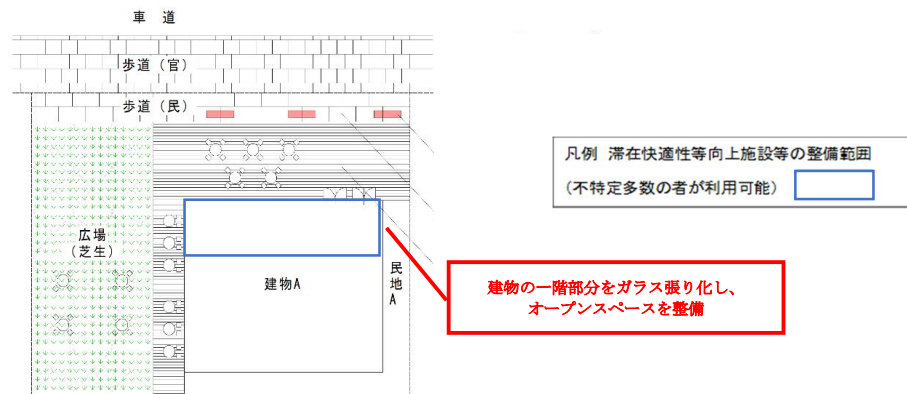 車 道
歩道（官）
歩道（民）
凡例 滞在快適性等向上施設等の整備範囲
（不特定多数の者が利用可能）
広場
（芝生）
建物A
民地A
建物の一階部分をガラス張り化し、
オープンスペースを整備